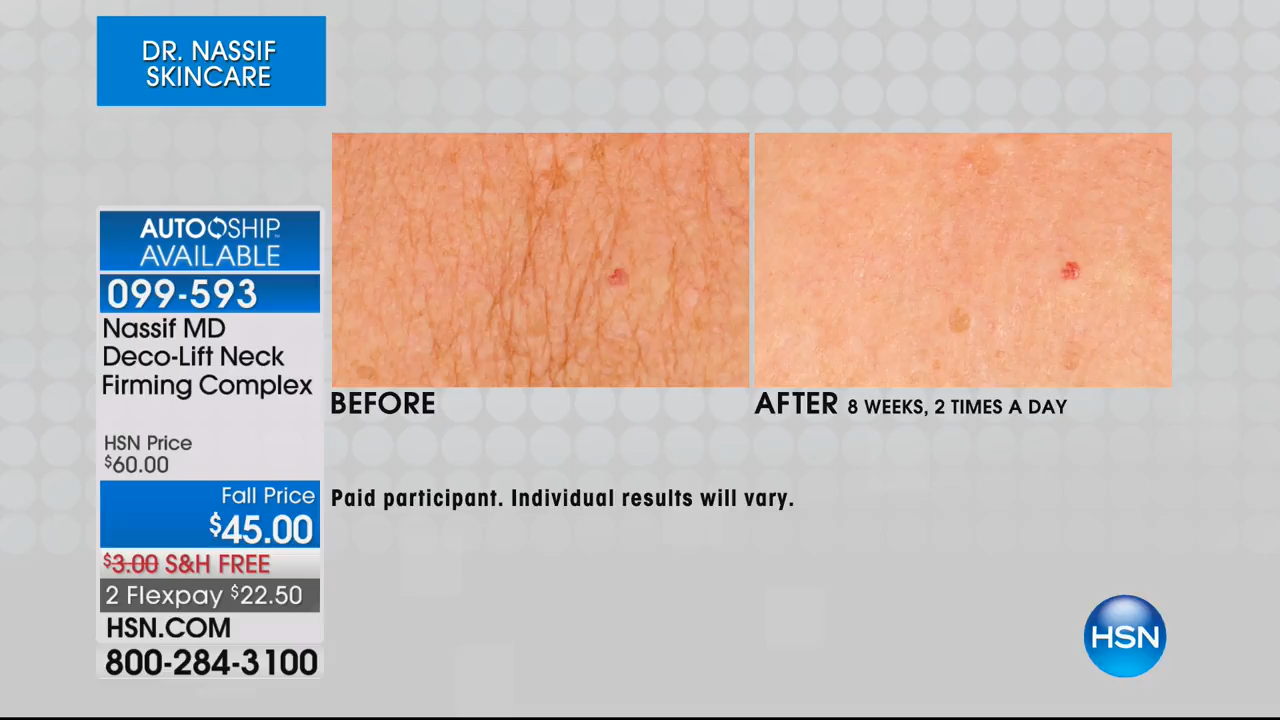 DR. NASSIF
SKINCARE
AUTO SHIP™
AVAILABLE
099-593
Nassif MD
Deco-Lift Neck
Firming Complex
HSN Price
$60.00
Fall Price
$45.00
$3.00 S&H FREE
2 Flexpay $22.50
HSN.COM
800-284-3100
BEFORE
AFTER 8 WEEKS, 2 TIMES A DAY
Paid participant. Individual results will vary.
HSN